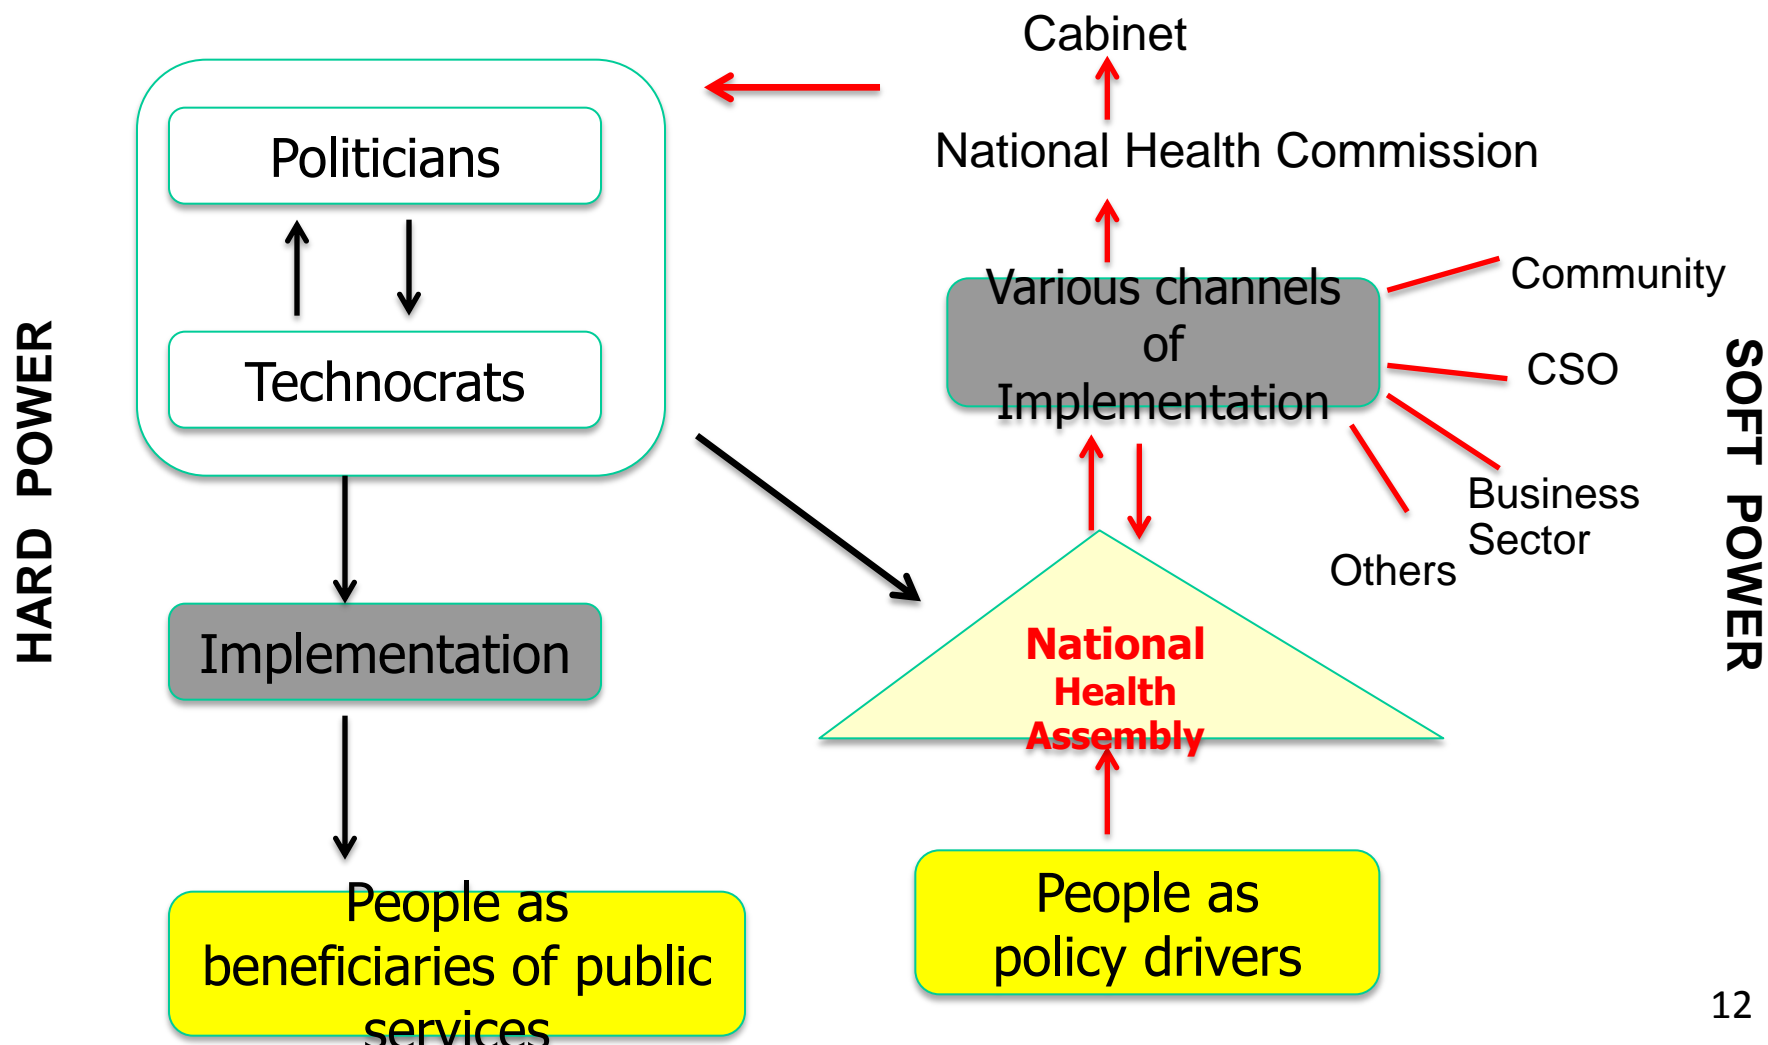 HARD POWER
Politicians
Technocrats
Implementation
People as
beneficiaries of public
services
Cabinet
National Health Commission
Various channels
of
Implementation
Community
CSO
Business
Sector
Others
National
Health
Assembly
People as
policy drivers
SOFT POWER
12